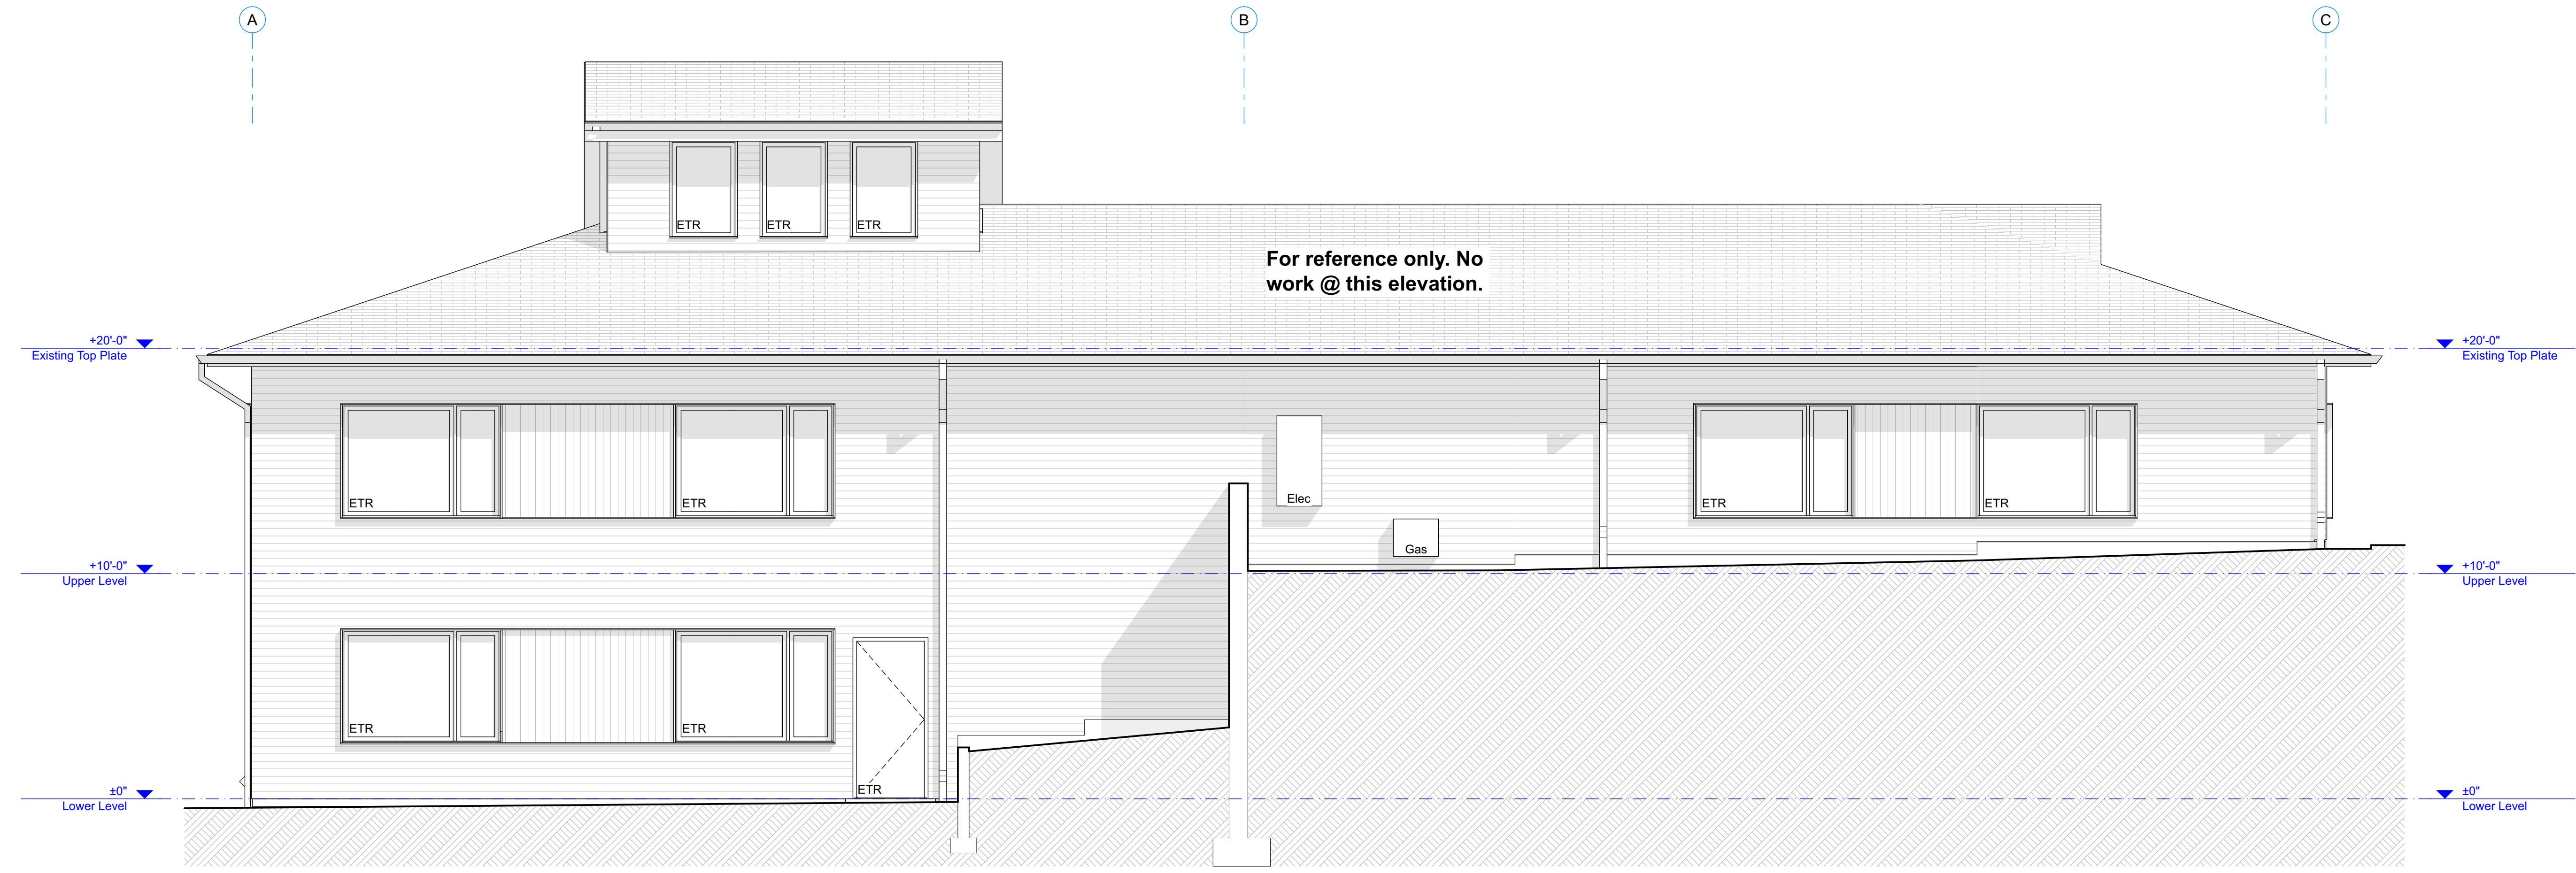 A
B
C
ETR
ETR
ETR
For reference only. No
work @ this elevation.
+20'-0"
Existing Top Plate
+20'-0"
Existing Top Plate
ETR
ETR
Elec
ETR
ETR
Gas
+10'-0"
Upper Level
+10'-0"
Upper Level
ETR
ETR
ETR
±0"
Lower Level
±0"
Lower Level